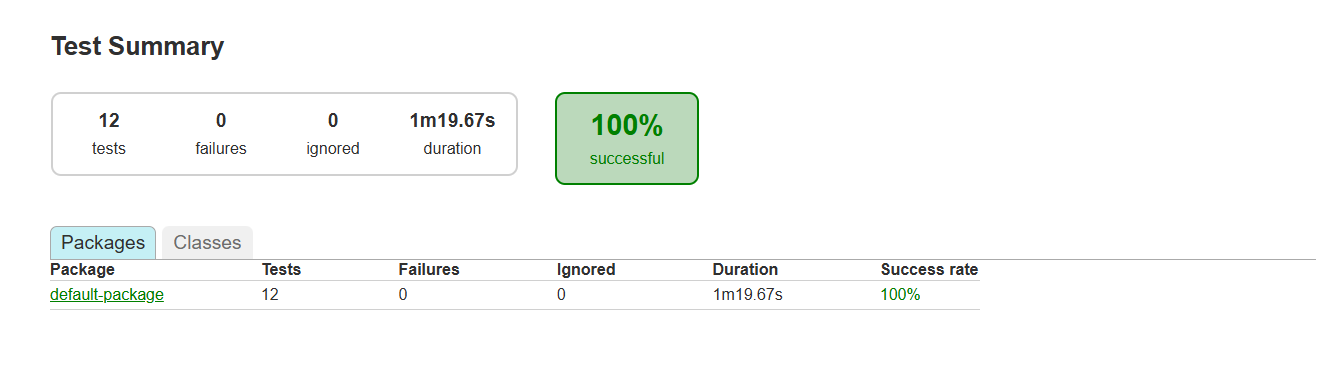 Test Summary
12 0 0 1m19.67s
tests failures ignored duration
100%
successful
Packages Classes
Package Tests Failures Ignored Duration Success rate
default-package 12 0 0 1m19.67s 100%